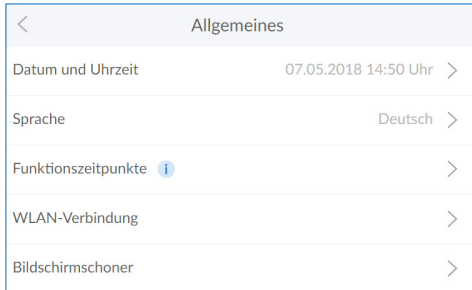 Allgemeines
Datum und Uhrzeit 07.05.2018 14:50 Uhr
Sprache Deutsch
Funktionszeitpunkte i
WLAN-Verbindung
Bildschirmschoner